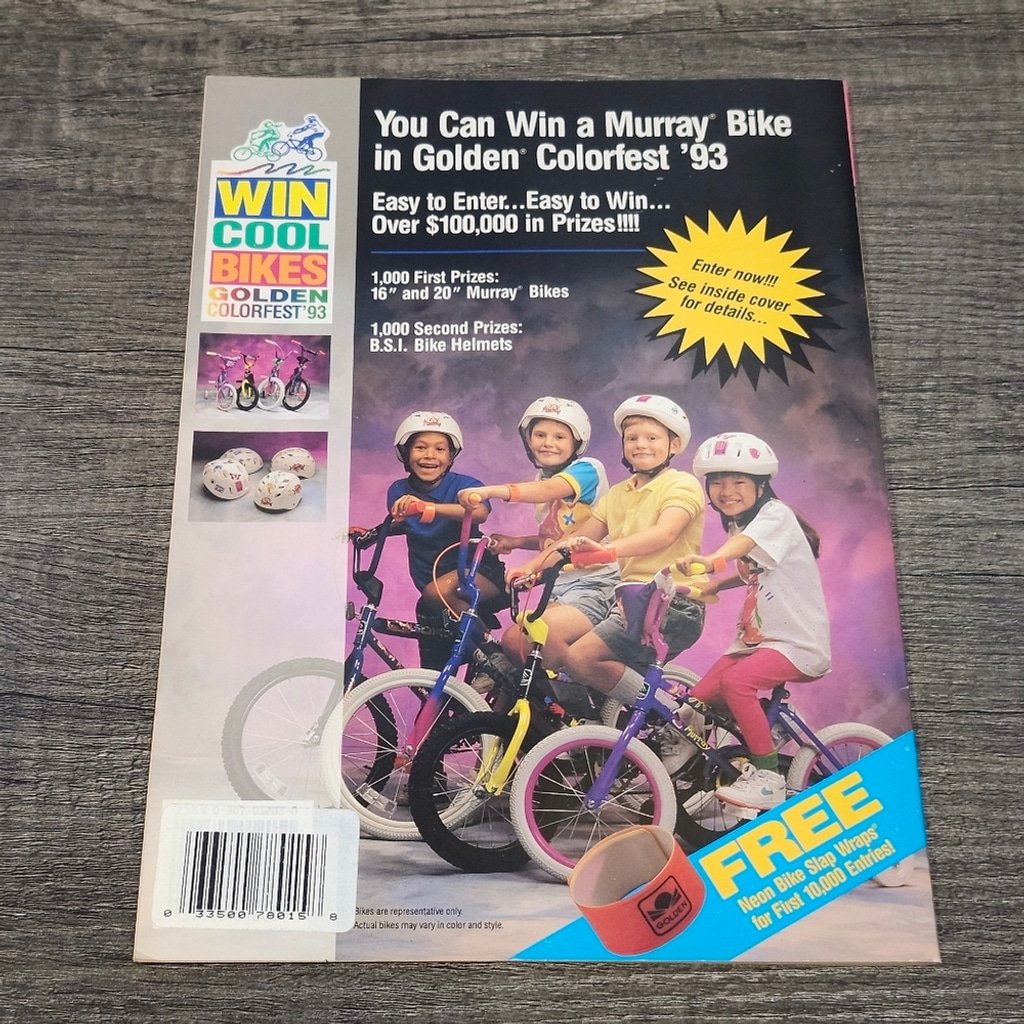 You Can Win a Murray® Bike
in Golden® Colorfest '93
Easy to Enter...Easy to Win...
Over $100,000 in Prizes!!!!
1,000 First Prizes:
16″ and 20″ Murray® Bikes
1,000 Second Prizes:
B.S.I. Bike Helmets
Enter now!!!
See inside cover
for details...
WIN
COOL
BIKES
GOLDEN
COLORFEST '93
Murray
FREE
Neon Bike Slap Wraps®
for First 10,000 Entries!
GOLDEN
Bikes are representative only.
Actual bikes may vary in color and style.
0 33500 78015 8